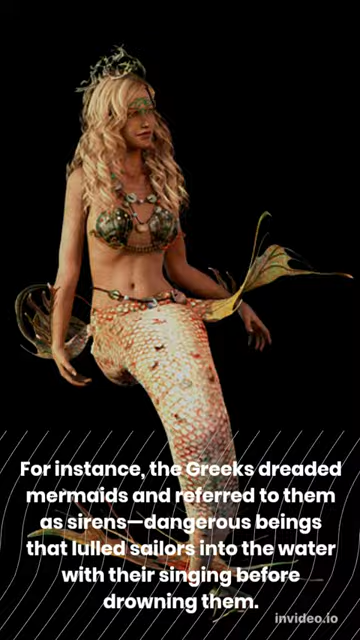 For instance, the Greeks dreaded
mermaids and referred to them
as sirens—dangerous beings
that lulled sailors into the water
with their singing before
drowning them.
invideo.io